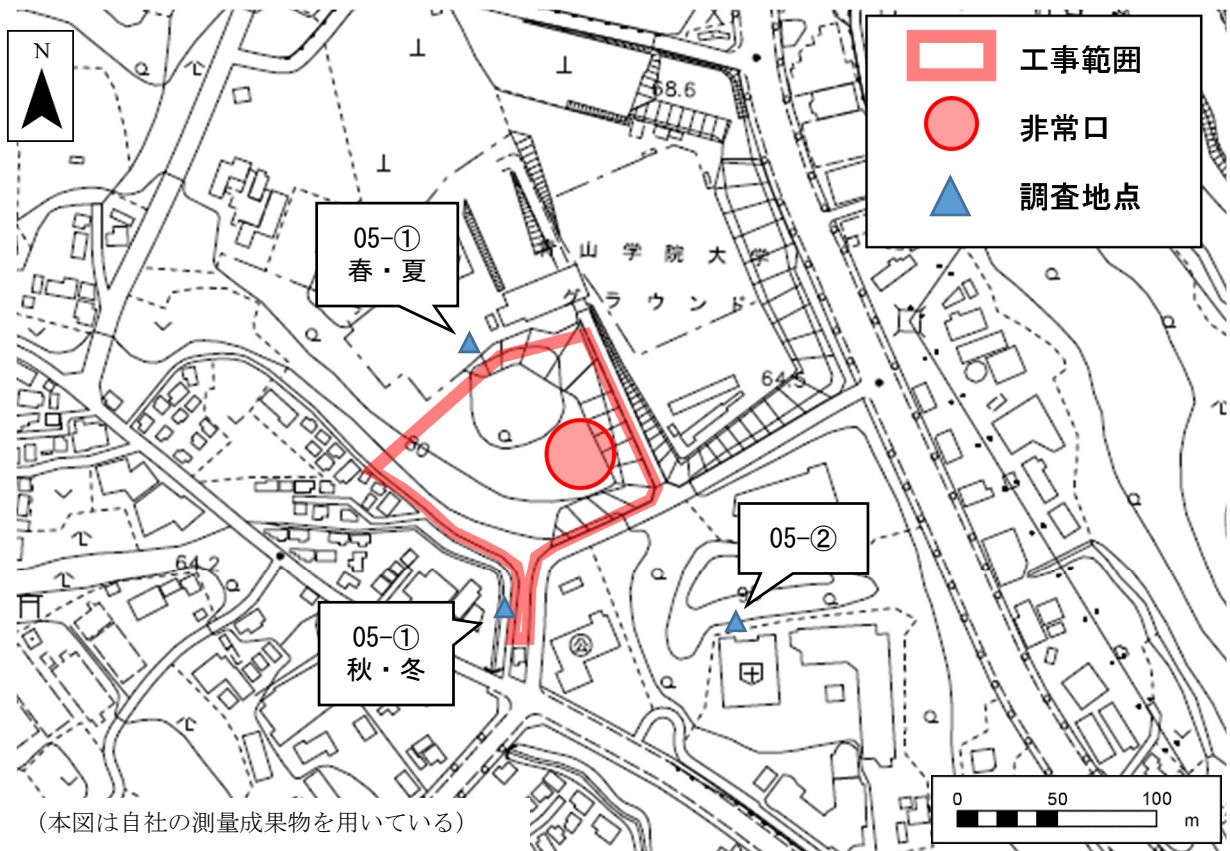 N
工事範囲
非常口
調査地点
68.6
05-①
春・夏
山学院大学
グラウンド
64.5
60
05-②
64.2
05-①
秋・冬
0 50 100
m
(本図は自社の測量成果物を用いている)